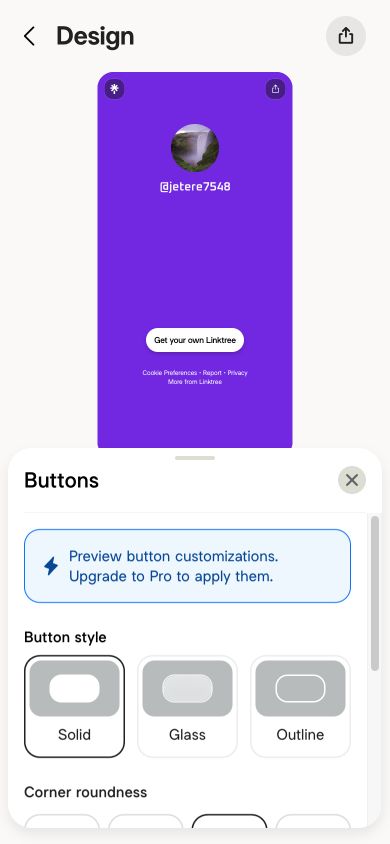 Design
@jetere7548
Get your own Linktree
Cookie Preferences • Report • Privacy
More from Linktree
Buttons
Preview button customizations.
Upgrade to Pro to apply them.
Button style
Solid
Glass
Outline
Corner roundness